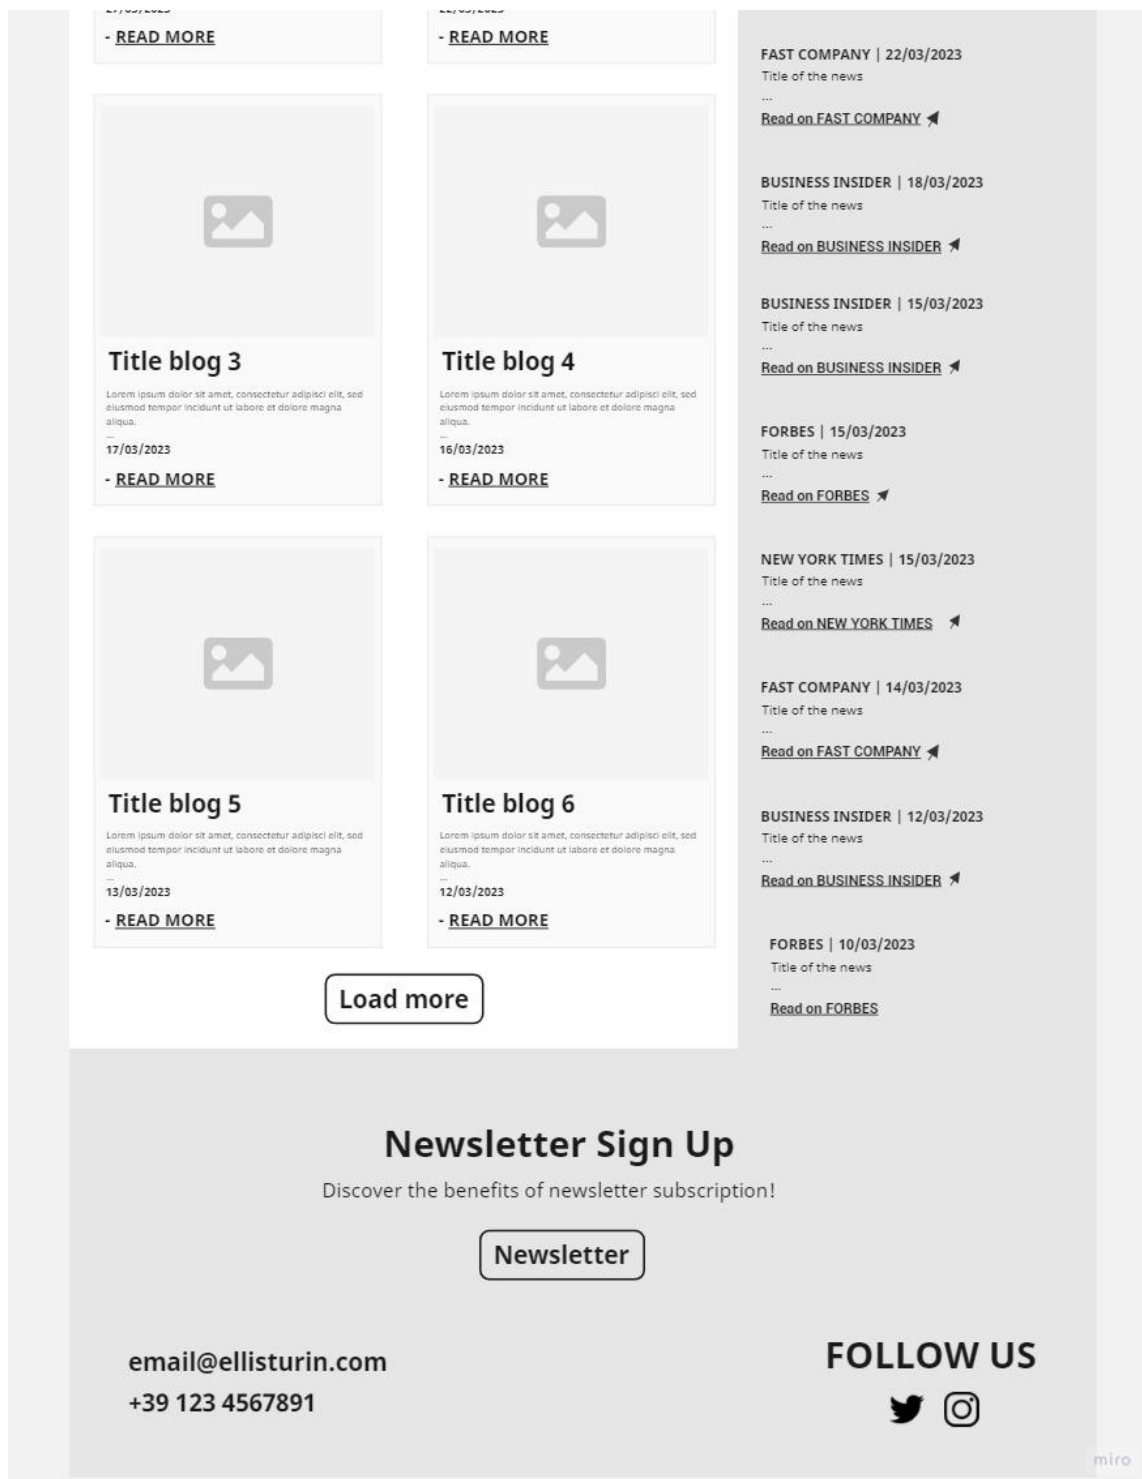 - READ MORE
- READ MORE
Title blog 3
Lorem ipsum dolor sit amet, consectetur adipisci elit, sed
eiusmod tempor incidunt ut labore et dolore magna
aliqua.
...
17/03/2023
- READ MORE
Title blog 4
Lorem ipsum dolor sit amet, consectetur adipisci elit, sed
eiusmod tempor incidunt ut labore et dolore magna
aliqua.
...
16/03/2023
- READ MORE
Title blog 5
Lorem ipsum dolor sit amet, consectetur adipisci elit, sed
eiusmod tempor incidunt ut labore et dolore magna
aliqua.
...
13/03/2023
- READ MORE
Title blog 6
Lorem ipsum dolor sit amet, consectetur adipisci elit, sed
eiusmod tempor incidunt ut labore et dolore magna
aliqua.
...
12/03/2023
- READ MORE
Load more
FAST COMPANY | 22/03/2023
Title of the news
...
Read on FAST COMPANY
BUSINESS INSIDER | 18/03/2023
Title of the news
...
Read on BUSINESS INSIDER
BUSINESS INSIDER | 15/03/2023
Title of the news
...
Read on BUSINESS INSIDER
FORBES | 15/03/2023
Title of the news
...
Read on FORBES
NEW YORK TIMES | 15/03/2023
Title of the news
...
Read on NEW YORK TIMES
FAST COMPANY | 14/03/2023
Title of the news
...
Read on FAST COMPANY
BUSINESS INSIDER | 12/03/2023
Title of the news
...
Read on BUSINESS INSIDER
FORBES | 10/03/2023
Title of the news
...
Read on FORBES
Newsletter Sign Up
Discover the benefits of newsletter subscription!
Newsletter
email@ellisturin.com
+39 123 4567891
FOLLOW US
miro